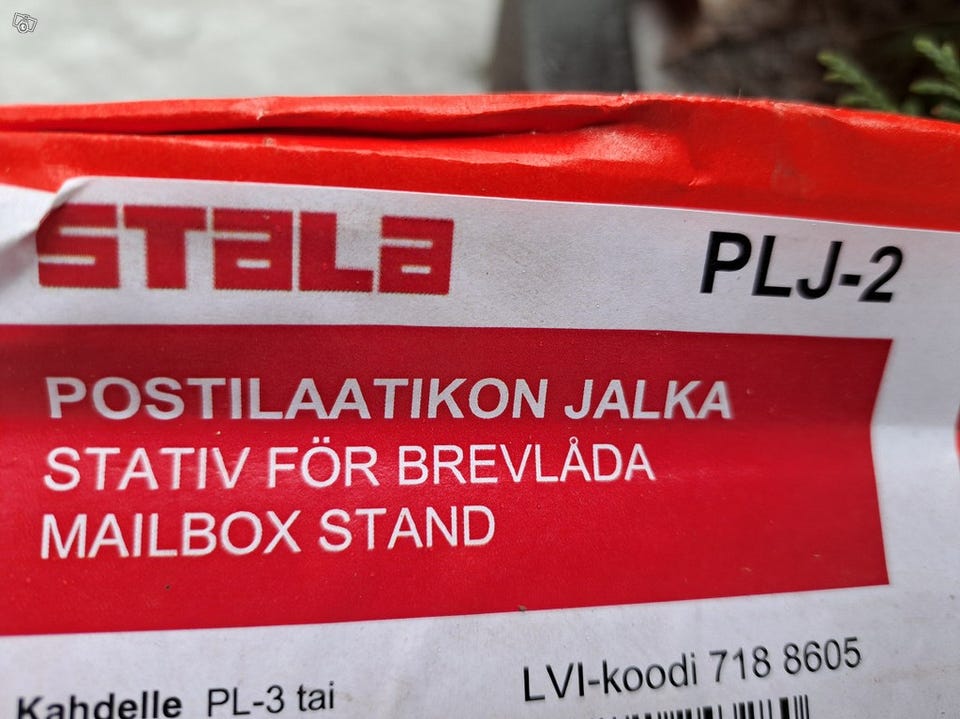 STALA
PLJ-2
POSTILAATIKON JALKA
STATIV FÖR BREVLÅDA
MAILBOX STAND
LVI-koodi 718 8605
Kahdelle PL-3 tai